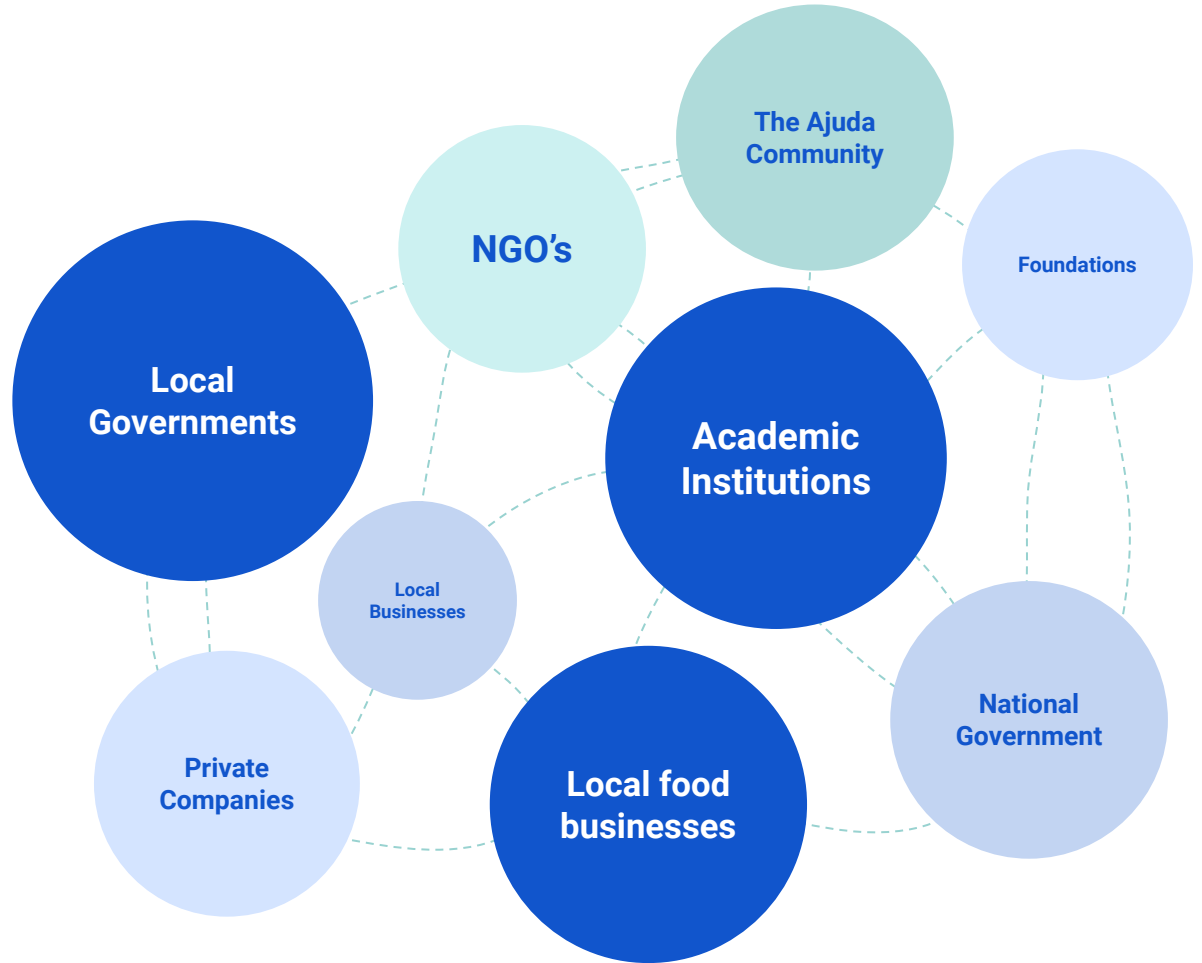 The Ajuda
Community
NGO’s
Foundations
Local
Governments
Academic
Institutions
Local
Businesses
National
Government
Private
Companies
Local food
businesses